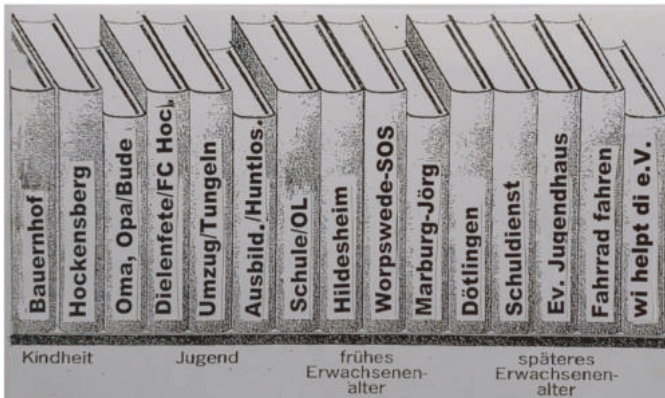 Bauernhof
Hockensberg
Oma, Opa/Bude
Dielenfete/FC Hoc.
Umzug/Tungeln
Ausbild./Huntlos.
Schule/OL
Hildesheim
Worpswede-SOS
Marburg-Jörg
Dötlingen
Schuldienst
Ev. Jugendhaus
Fahrrad fahren
wi helpt di e.V.
Kindheit
Jugend
frühes
Erwachsenen-
alter
späteres
Erwachsenen-
alter